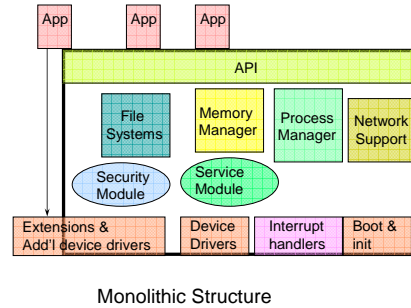 App
App
App
API
File
Systems
Memory
Manager
Process
Manager
Network
Support
Security
Module
Service
Module
Extensions &
Add'l device drivers
Device
Drivers
Interrupt
handlers
Boot &
init
Monolithic Structure